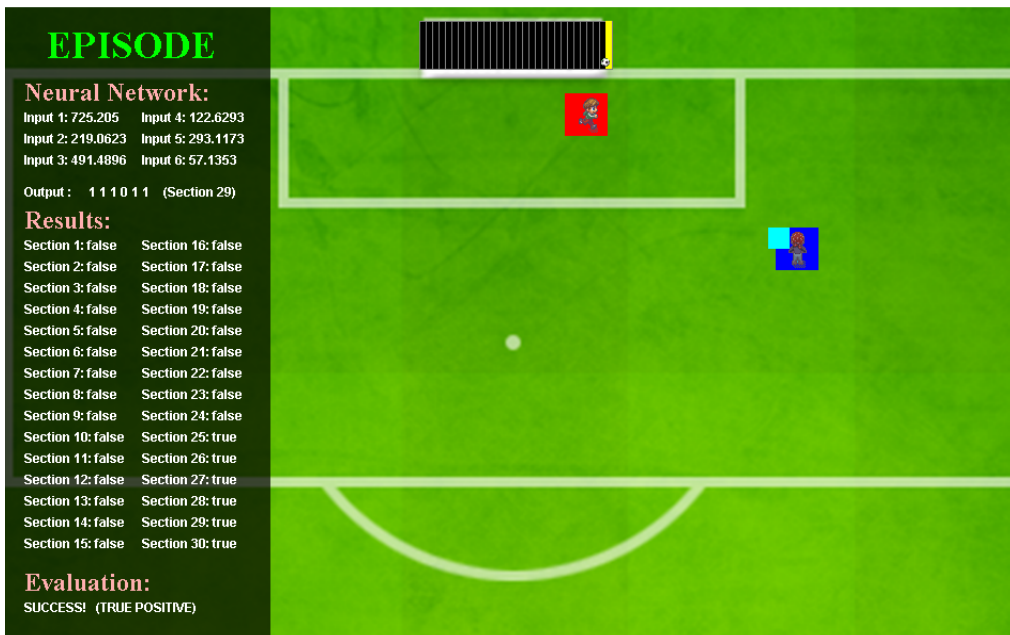 EPISODE
Neural Network:
Input 1: 725.205 Input 4: 122.6293
Input 2: 219.0623 Input 5: 293.1173
Input 3: 491.4896 Input 6: 57.1353
Output : 1 1 1 0 1 1 (Section 29)
Results:
Section 1: false Section 16: false
Section 2: false Section 17: false
Section 3: false Section 18: false
Section 4: false Section 19: false
Section 5: false Section 20: false
Section 6: false Section 21: false
Section 7: false Section 22: false
Section 8: false Section 23: false
Section 9: false Section 24: false
Section 10: false Section 25: true
Section 11: false Section 26: true
Section 12: false Section 27: true
Section 13: false Section 28: true
Section 14: false Section 29: true
Section 15: false Section 30: true
Evaluation:
SUCCESS! (TRUE POSITIVE)